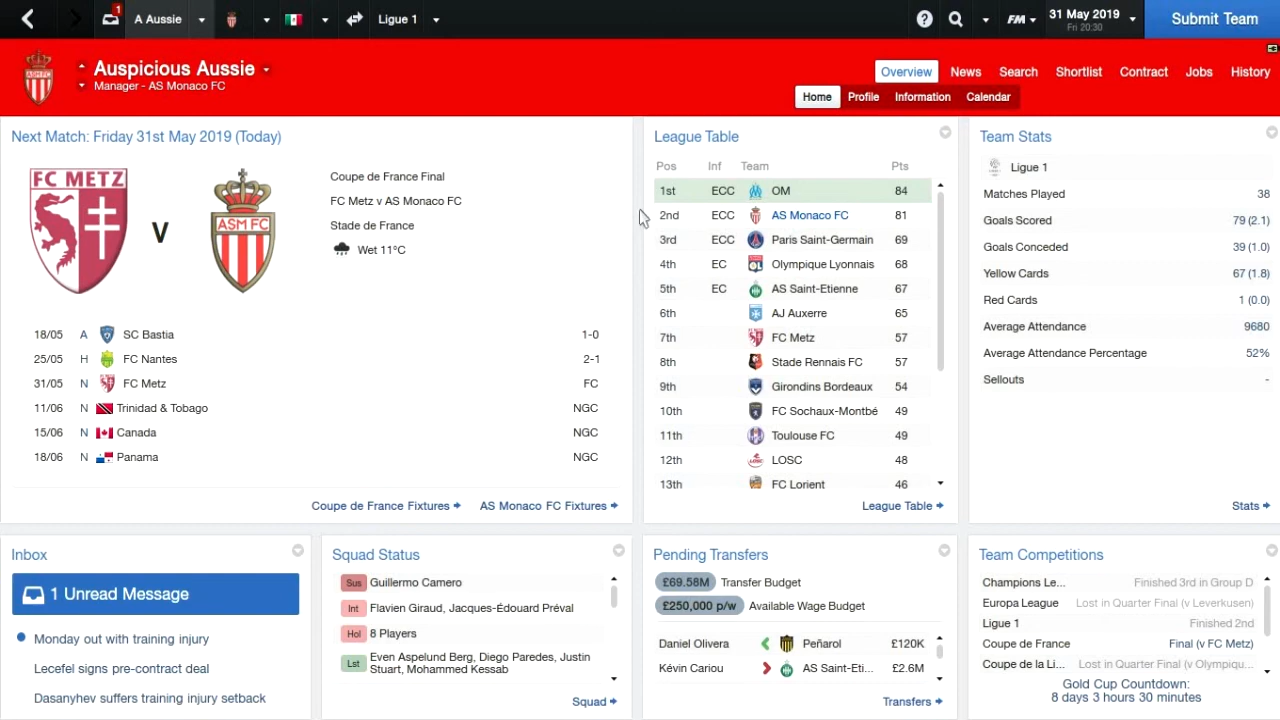 1
A Aussie
Ligue 1
?
FM
31 May 2019
Fri 20:30
Submit Team
Auspicious Aussie
Manager - AS Monaco FC
Overview News Search Shortlist Contract Jobs History
Home Profile Information Calendar
Next Match: Friday 31st May 2019 (Today)
FC METZ
V
ASM FC
Coupe de France Final
FC Metz v AS Monaco FC
Stade de France
Wet 11°C
18/05 A SC Bastia 1-0
25/05 H FC Nantes 2-1
31/05 N FC Metz FC
11/06 N Trinidad & Tobago NGC
15/06 N Canada NGC
18/06 N Panama NGC
Coupe de France Fixtures
AS Monaco FC Fixtures
League Table
Pos Inf Team Pts
1st ECC OM 84
2nd ECC AS Monaco FC 81
3rd ECC Paris Saint-Germain 69
4th EC Olympique Lyonnais 68
5th EC AS Saint-Etienne 67
6th AJ Auxerre 65
7th FC Metz 57
8th Stade Rennais FC 57
9th Girondins Bordeaux 54
10th FC Sochaux-Montbé 49
11th Toulouse FC 49
12th LOSC 48
13th FC Lorient 46
League Table
Team Stats
Ligue 1
Matches Played 38
Goals Scored 79 (2.1)
Goals Conceded 39 (1.0)
Yellow Cards 67 (1.8)
Red Cards 1 (0.0)
Average Attendance 9680
Average Attendance Percentage 52%
Sellouts -
Stats
Inbox
1 Unread Message
Monday out with training injury
Lecefel signs pre-contract deal
Dasanyhev suffers training injury setback
Squad Status
Sus Guillermo Camero
Int Flavien Giraud, Jacques-Édouard Préval
Hol 8 Players
Lst Even Aspelund Berg, Diego Paredes, Justin
Stuart, Mohammed Kessab
Squad
Pending Transfers
£69.58M Transfer Budget
£250,000 p/w Available Wage Budget
Daniel Olivera Peñarol £120K
Kévin Cariou AS Saint-Eti... £2.6M
Transfers
Team Competitions
Champions Le... Finished 3rd in Group D
Europa League Lost in Quarter Final (v Leverkusen)
Ligue 1 Finished 2nd
Coupe de France Final (v FC Metz)
Coupe de la Li... Lost in Quarter Final (v Olympiqu...
Gold Cup Countdown:
8 days 3 hours 30 minutes